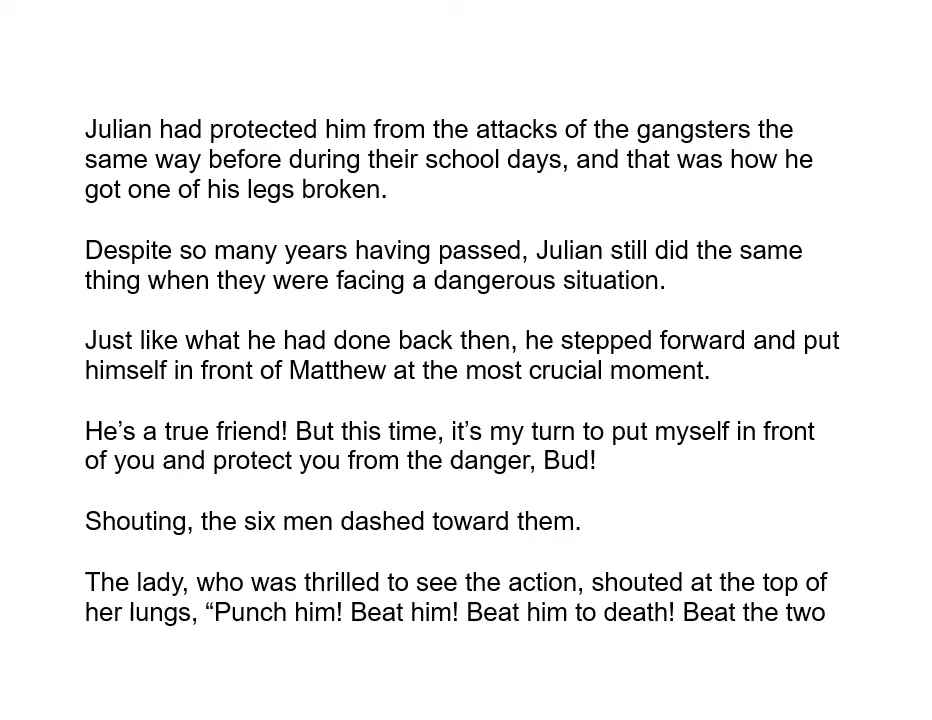 Julian had protected him from the attacks of the gangsters the
same way before during their school days, and that was how he
got one of his legs broken.
Despite so many years having passed, Julian still did the same
thing when they were facing a dangerous situation.
Just like what he had done back then, he stepped forward and put
himself in front of Matthew at the most crucial moment.
He’s a true friend! But this time, it’s my turn to put myself in front
of you and protect you from the danger, Bud!
Shouting, the six men dashed toward them.
The lady, who was thrilled to see the action, shouted at the top of
her lungs, “Punch him! Beat him! Beat him to death! Beat the two